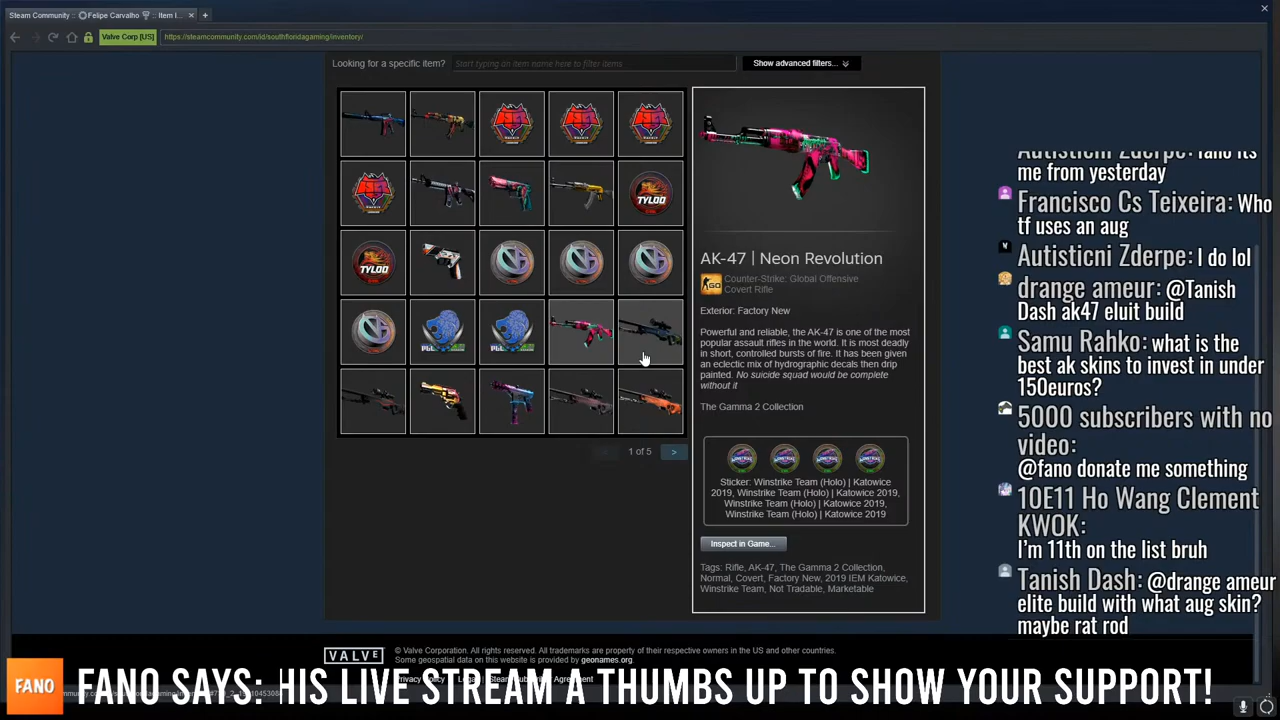 Steam Community :: Felipe Carvalho :: Item I...
Valve Corp [US]
https://steamcommunity.com/id/southfloridagaming/inventory/
Looking for a specific item?
Start typing an item name here to filter items
Show advanced filters...
TYLOO
TYLOO
AK-47 | Neon Revolution
Counter-Strike: Global Offensive
Covert Rifle
Exterior: Factory New
Powerful and reliable, the AK-47 is one of the most
popular assault rifles in the world. It is most deadly
in short, controlled bursts of fire. It has been given
an eclectic mix of hydrographic decals then drip
painted. No suicide squad would be complete
without it
The Gamma 2 Collection
Sticker: Winstrike Team (Holo) | Katowice
2019, Winstrike Team (Holo) | Katowice 2019,
Winstrike Team (Holo) | Katowice 2019,
Winstrike Team (Holo) | Katowice 2019
Inspect in Game...
Tags: Rifle, AK-47, The Gamma 2 Collection,
Normal, Covert, Factory New, 2019 IEM Katowice,
Winstrike Team, Not Tradable, Marketable
1 of 5
>
Autisticni Zderpe: fano its
me from yesterday
Francisco Cs Teixeira: Who
tf uses an aug
Autisticni Zderpe: I do lol
drange ameur: @Tanish
Dash ak47 eluit build
Samu Rahko: what is the
best ak skins to invest in under
150euros?
5000 subscribers with no
video:
@fano donate me something
10E11 Ho Wang Clement
KWOK:
I'm 11th on the list bruh
Tanish Dash: @drange ameur
elite build with what aug skin?
maybe rat rod
VALVE
© Valve Corporation. All rights reserved. All trademarks are property of their respective owners in the US and other countries.
Some geospatial data on this website is provided by geonames.org.
FANO
FANO SAYS: HIS LIVE STREAM A THUMBS UP TO SHOW YOUR SUPPORT!